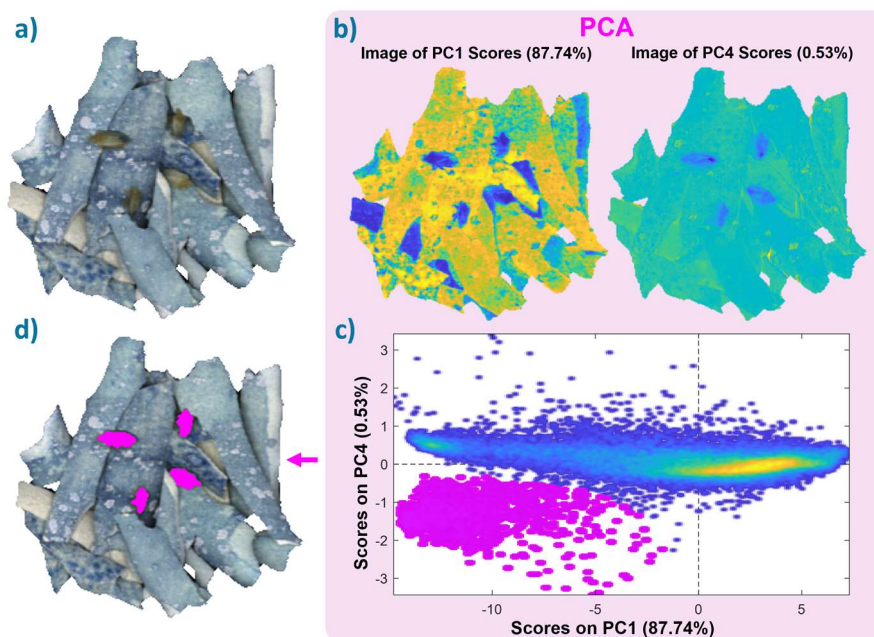 a)
b)
PCA
Image of PC1 Scores (87.74%)
Image of PC4 Scores (0.53%)
d)
c)
Scores on PC4 (0.53%)
3
2
1
0
-1
-2
-3
-10
-5
0
5
Scores on PC1 (87.74%)